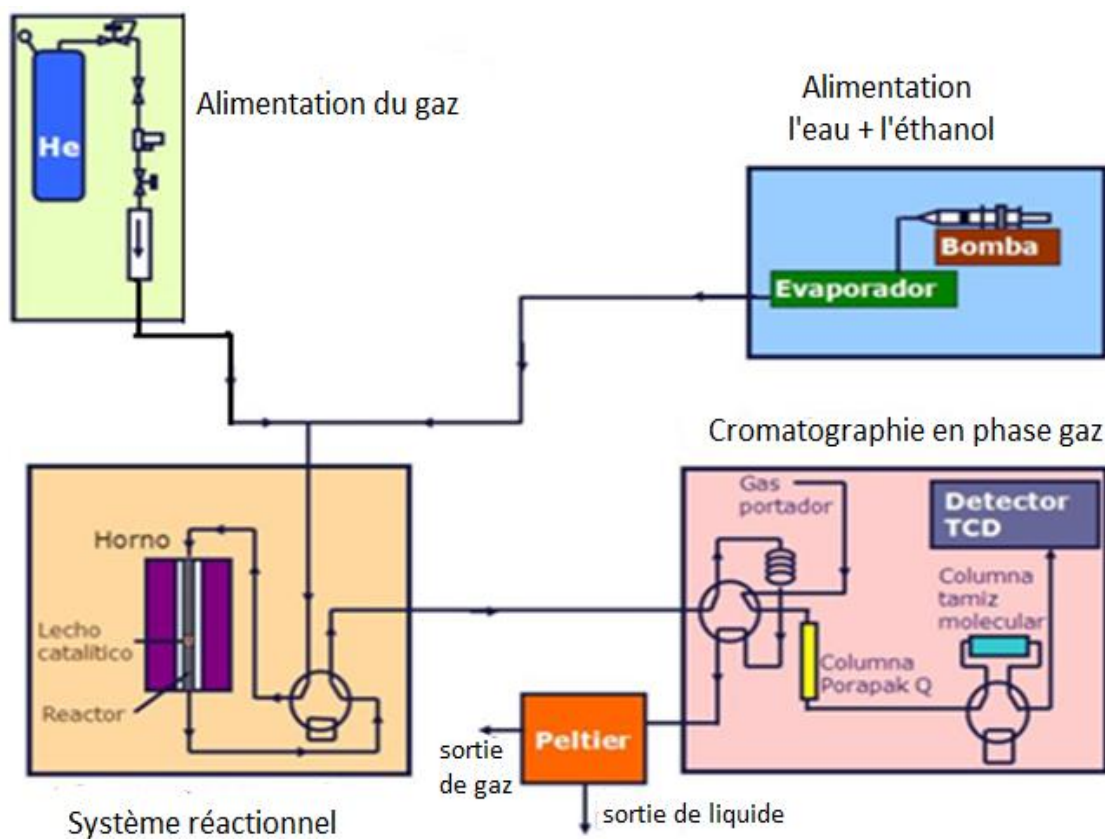 Alimentation du gaz
He
Alimentation
l'eau + l'éthanol
Bomba
Evaporador
Cromatographie en phase gaz
Gas
portador
Detector
TCD
Columna
tamiz
molecular
Columna
Porapak Q
Horno
Lecho
catalítico
Reactor
Peltier
sortie
de gaz
sortie de liquide
Système réactionnel